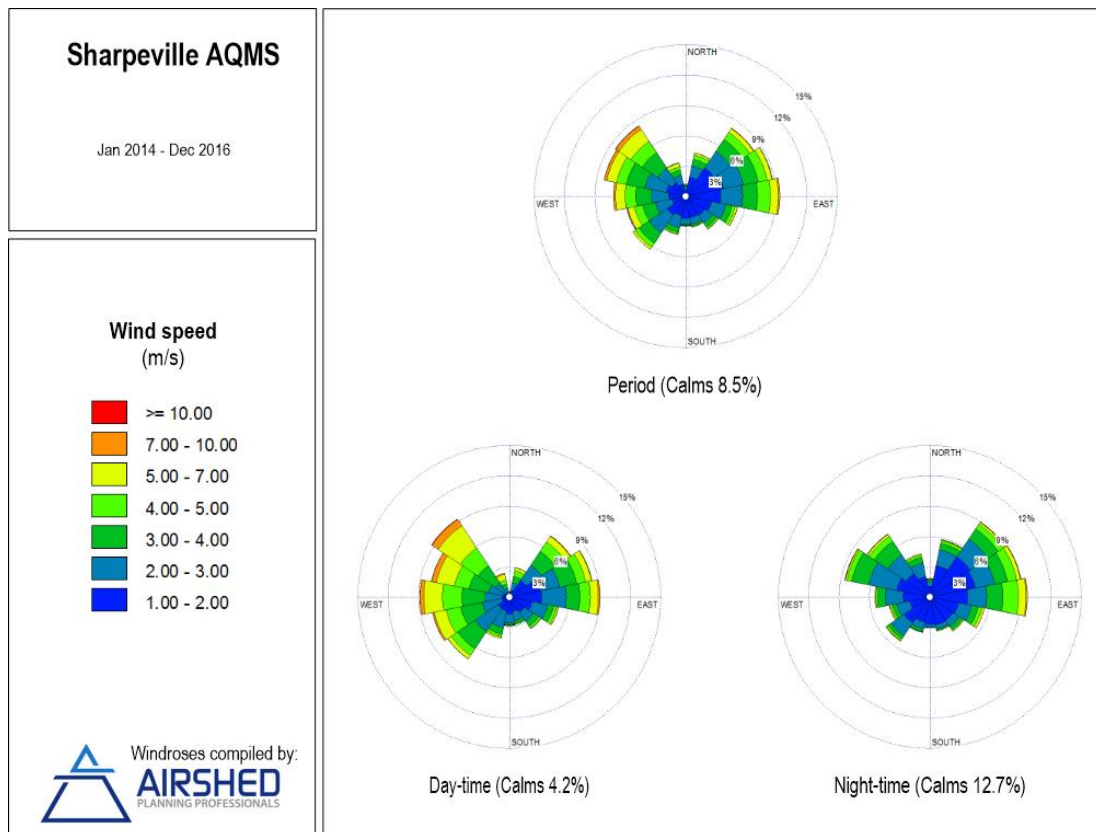 Sharpeville AQMS
Jan 2014 - Dec 2016
Wind speed
(m/s)
>= 10.00
7.00 - 10.00
5.00 - 7.00
4.00 - 5.00
3.00 - 4.00
2.00 - 3.00
1.00 - 2.00
Windroses compiled by:
AIRSHED
PLANNING PROFESSIONALS
NORTH
15%
12%
9%
6%
3%
WEST
EAST
SOUTH
Period (Calms 8.5%)
NORTH
15%
12%
9%
6%
3%
WEST
EAST
SOUTH
Day-time (Calms 4.2%)
NORTH
15%
12%
9%
6%
3%
WEST
EAST
SOUTH
Night-time (Calms 12.7%)